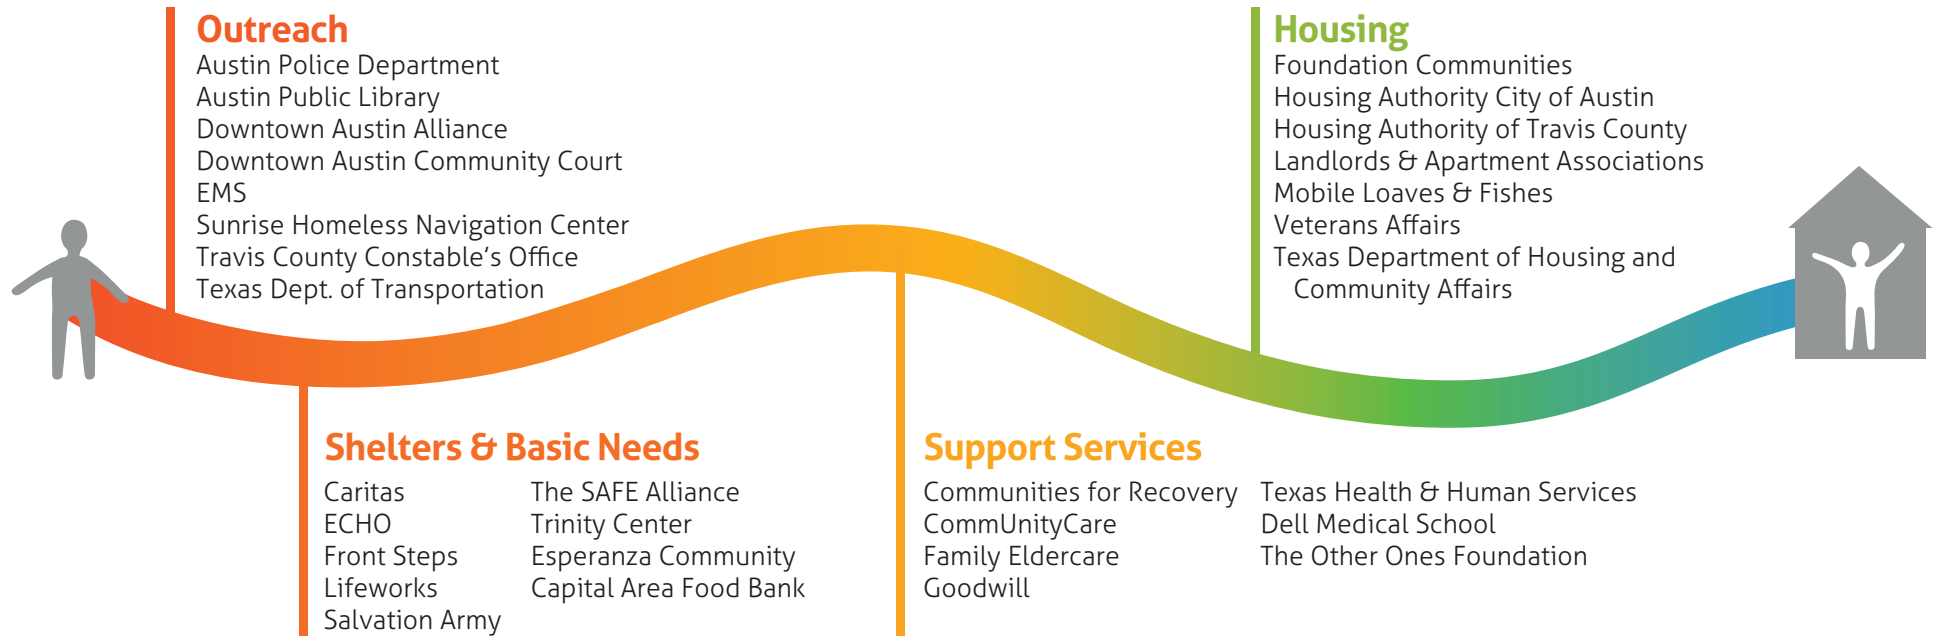 Outreach
Austin Police Department
Austin Public Library
Downtown Austin Alliance
Downtown Austin Community Court
EMS
Sunrise Homeless Navigation Center
Travis County Constable's Office
Texas Dept. of Transportation
Housing
Foundation Communities
Housing Authority City of Austin
Housing Authority of Travis County
Landlords & Apartment Associations
Mobile Loaves & Fishes
Veterans Affairs
Texas Department of Housing and
Community Affairs
Shelters & Basic Needs
Caritas
ECHO
Front Steps
Lifeworks
Salvation Army
The SAFE Alliance
Trinity Center
Esperanza Community
Capital Area Food Bank
Support Services
Communities for Recovery
CommUnityCare
Family Eldercare
Goodwill
Texas Health & Human Services
Dell Medical School
The Other Ones Foundation